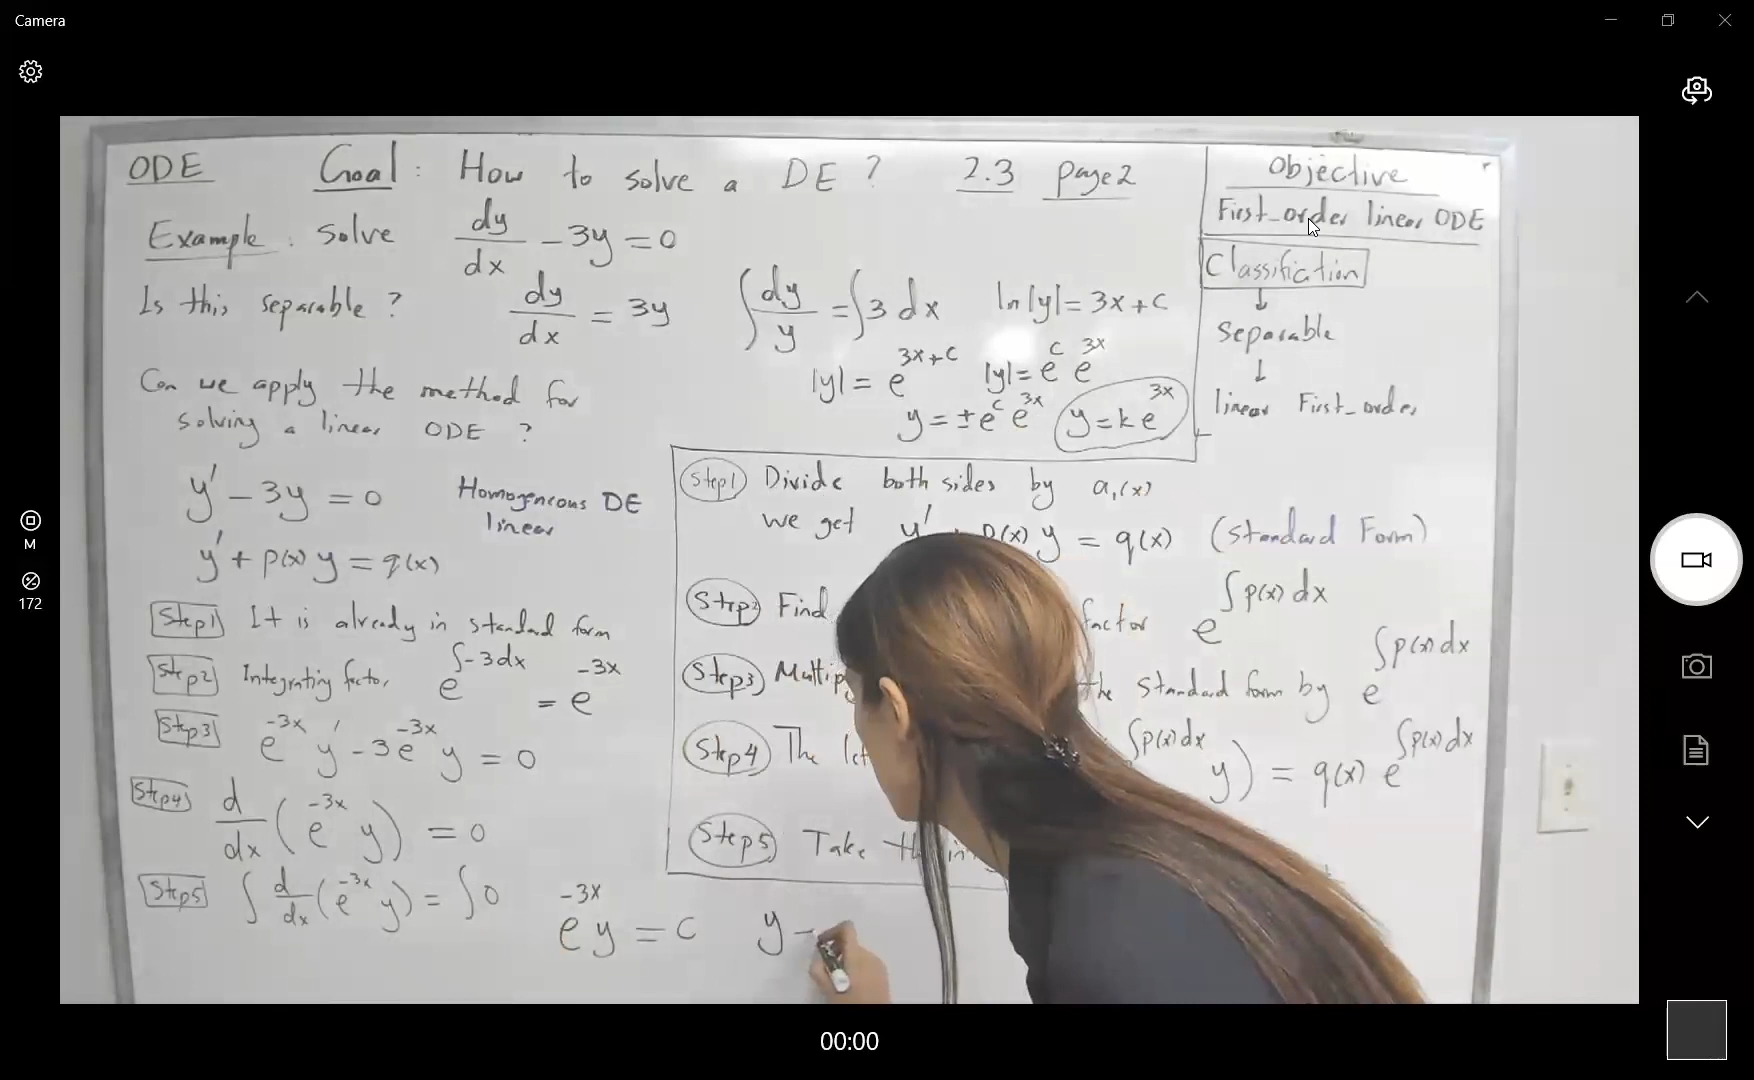 Camera
ODE Goal: How to solve a DE? 2.3 page 2
Example: solve dy/dx - 3y = 0
Is this separable? dy/dx = 3y ∫dy/y = ∫3 dx ln|y| = 3x + c
|y| = e^(3x+c) |y| = e^c e^(3x)
y = ± e^c e^(3x) y = k e^(3x)
Can we apply the method for
solving a linear ODE ?
y' - 3y = 0 Homogeneous DE
linear
y' + p(x) y = q(x)
Step1 It is already in standard form
Step2 Integrating factor e^(∫-3dx) = e^(-3x)
Step3 e^(-3x) y' - 3e^(-3x) y = 0
Step4 d/dx (e^(-3x) y) = 0
Step5 ∫ d/dx (e^(-3x) y) = ∫0 e^(-3x) y = c y
Objective
First_order linear ODE
Classifiction
↓
Separable
↓
linear First_order
Step1 Divide both sides by a₁(x)
we get y' p(x) y = q(x) (Standard Form)
Step2 Find factor e^(∫p(x)dx)
Step3 the standard form by e^(∫p(x)dx)
Step4 The ∫p(x)dx y) = q(x) e^(∫p(x)dx)
Step5 Take
M
172
00:00